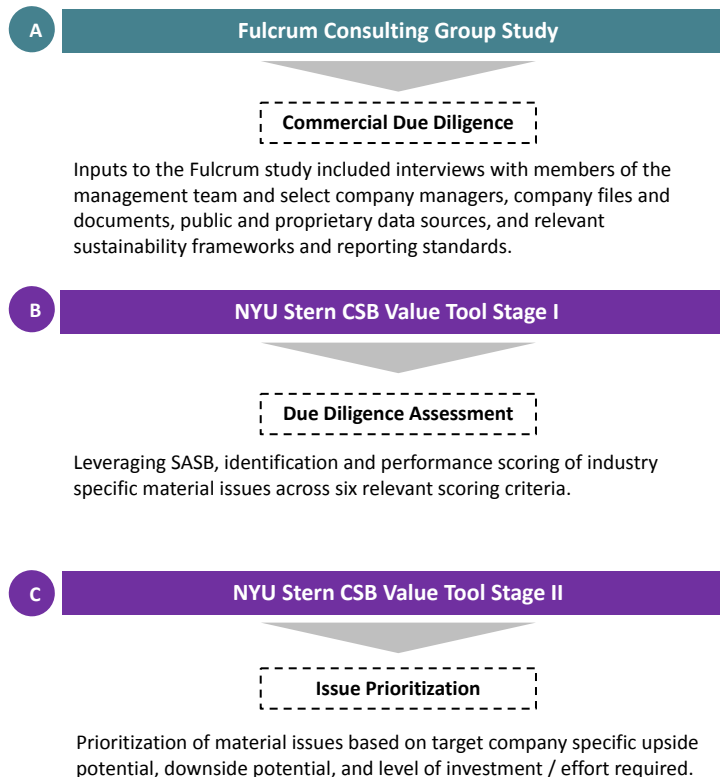 A
Fulcrum Consulting Group Study
Commercial Due Diligence
Inputs to the Fulcrum study included interviews with members of the
management team and select company managers, company files and
documents, public and proprietary data sources, and relevant
sustainability frameworks and reporting standards.
B
NYU Stern CSB Value Tool Stage I
Due Diligence Assessment
Leveraging SASB, identification and performance scoring of industry
specific material issues across six relevant scoring criteria.
C
NYU Stern CSB Value Tool Stage II
Issue Prioritization
Prioritization of material issues based on target company specific upside
potential, downside potential, and level of investment / effort required.